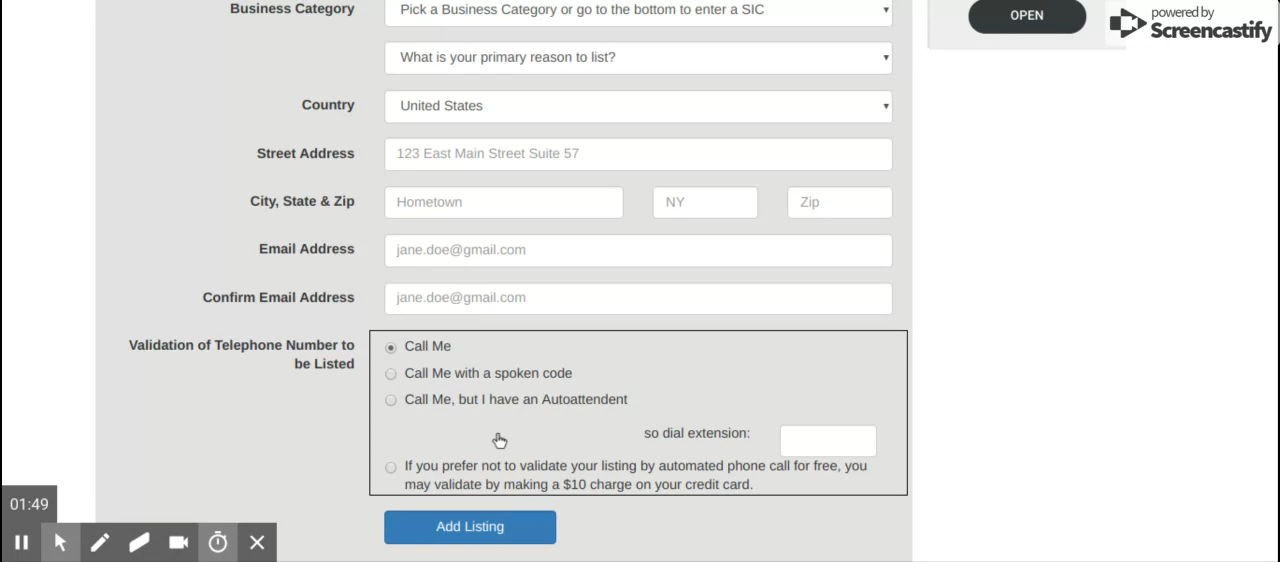 Business Category
Pick a Business Category or go to the bottom to enter a SIC
OPEN
powered by
Screencastify
What is your primary reason to list?
Country
United States
Street Address
123 East Main Street Suite 57
City, State & Zip
Hometown
NY
Zip
Email Address
jane.doe@gmail.com
Confirm Email Address
jane.doe@gmail.com
Validation of Telephone Number to
be Listed
Call Me
Call Me with a spoken code
Call Me, but I have an Autoattendent
so dial extension:
If you prefer not to validate your listing by automated phone call for free, you
may validate by making a $10 charge on your credit card.
01:49
Add Listing